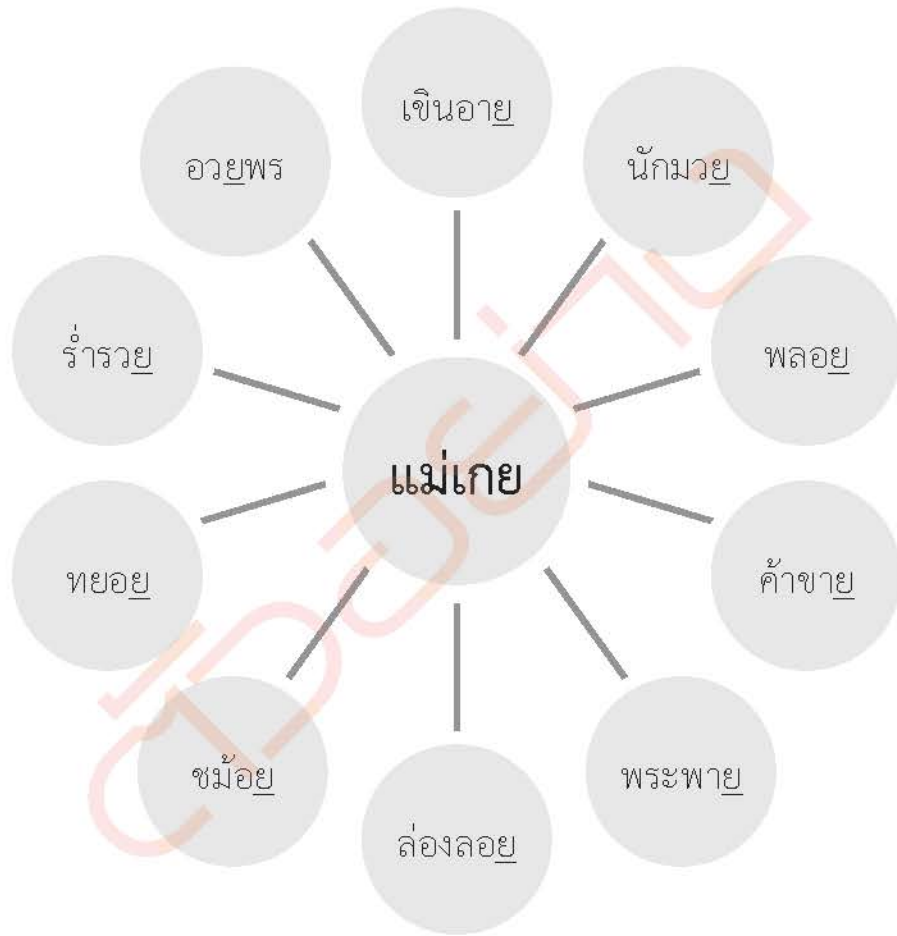 เขินอาย
นักมวย
พลอย
ค้าขาย
พระพาย
ล่องลอย
ชม้อย
ทยอย
ร่ำรวย
อวยพร
แม่เกย